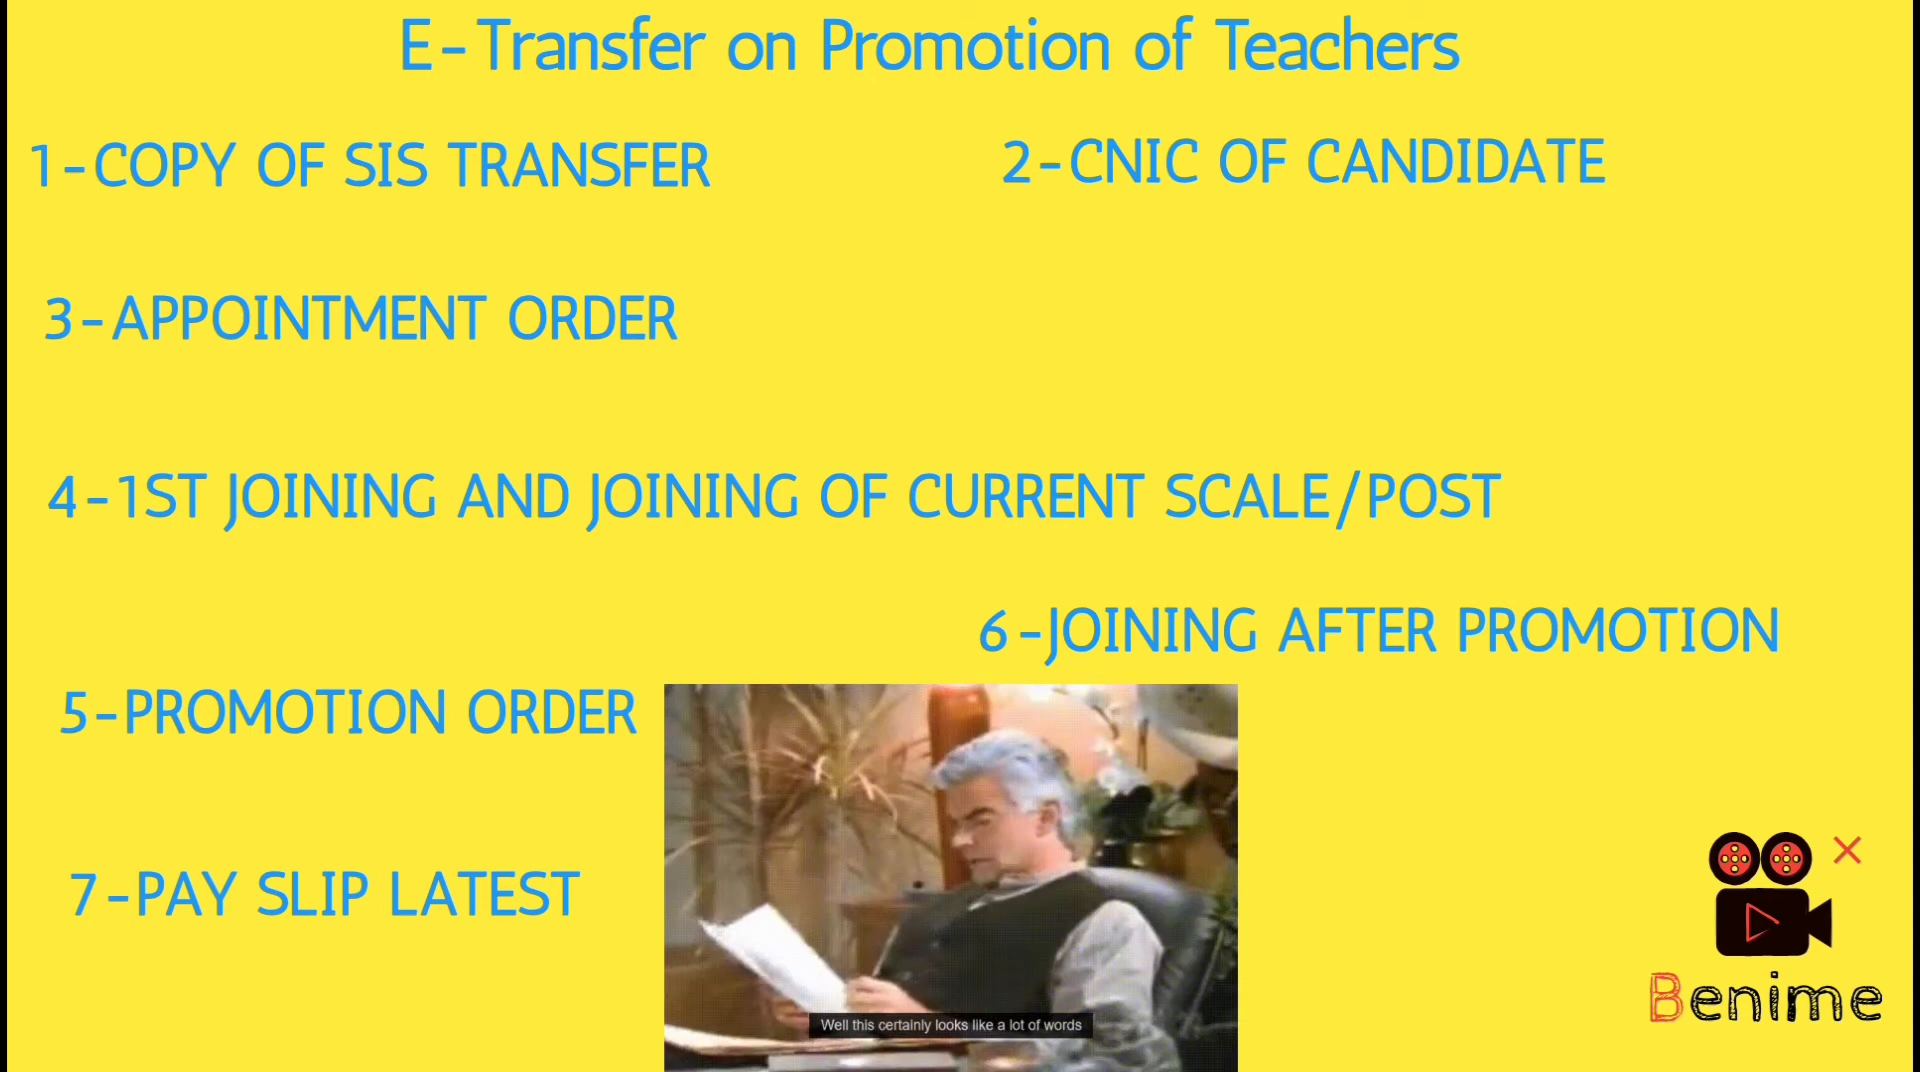 E-Transfer on Promotion of Teachers
1-COPY OF SIS TRANSFER
2-CNIC OF CANDIDATE
3-APPOINTMENT ORDER
4-1ST JOINING AND JOINING OF CURRENT SCALE/POST
6-JOINING AFTER PROMOTION
5-PROMOTION ORDER
7-PAY SLIP LATEST
Well this certainly looks like a lot of words
Benime